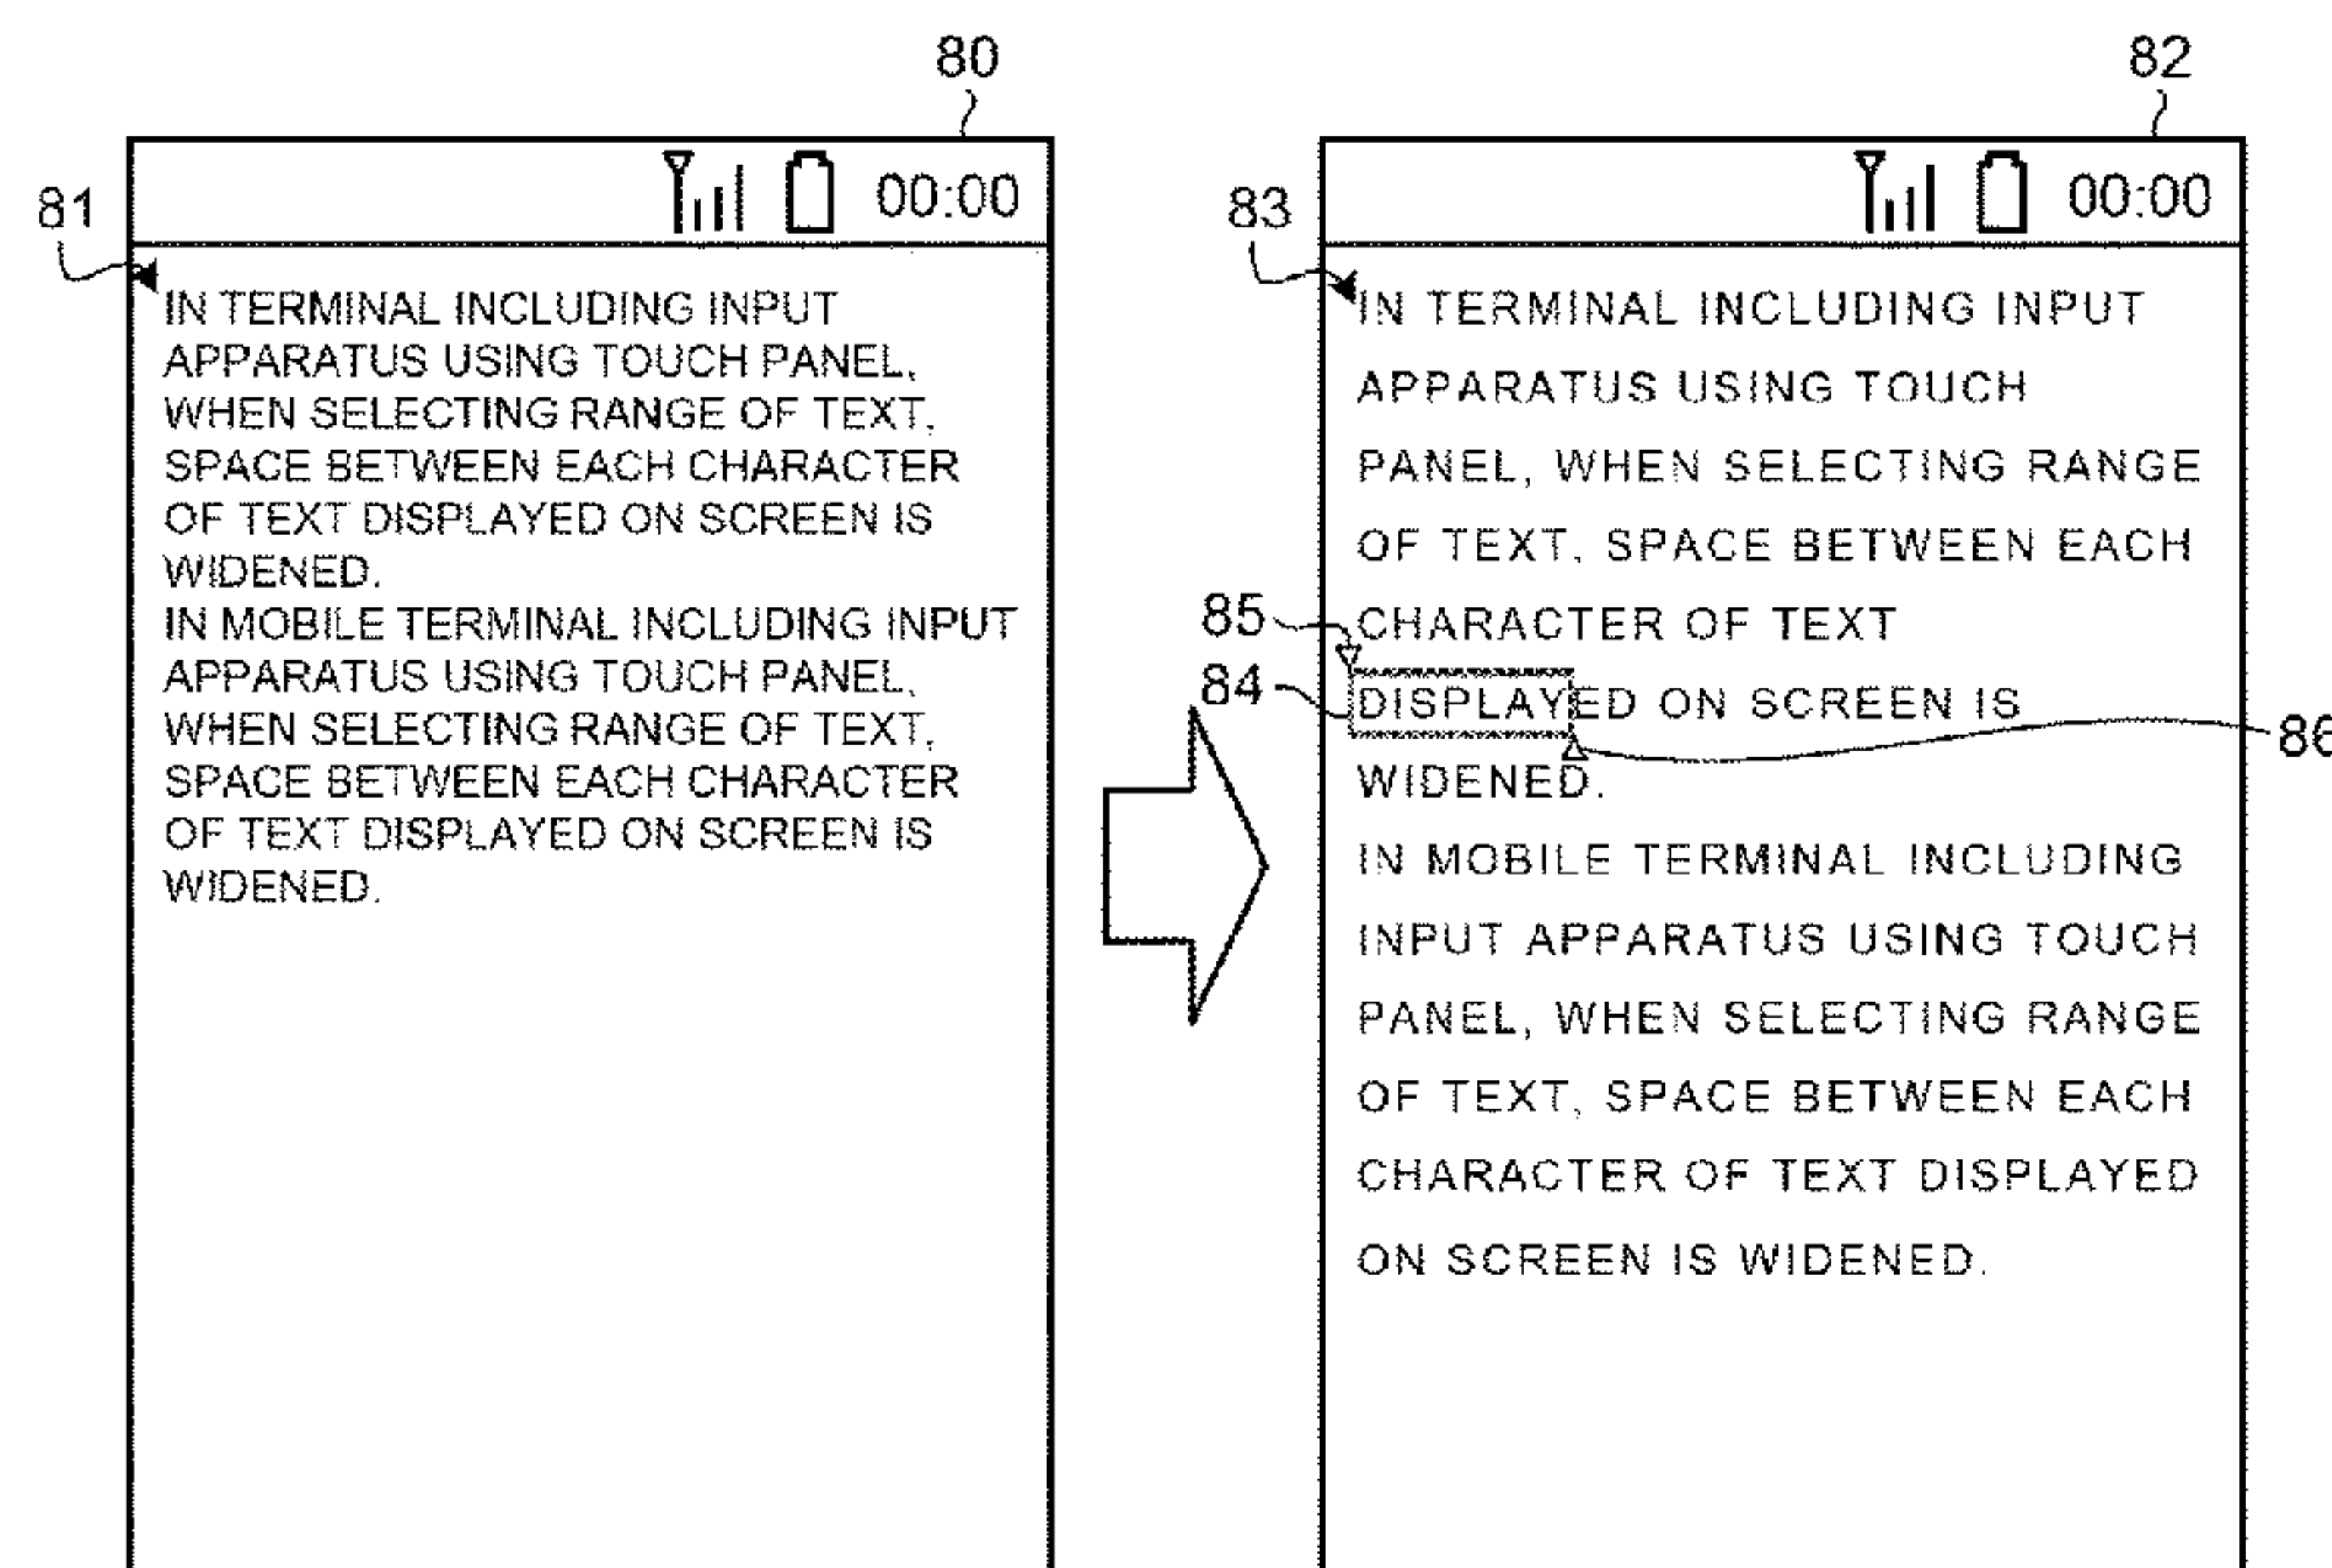 80
00:00
81
IN TERMINAL INCLUDING INPUT
APPARATUS USING TOUCH PANEL,
WHEN SELECTING RANGE OF TEXT,
SPACE BETWEEN EACH CHARACTER
OF TEXT DISPLAYED ON SCREEN IS
WIDENED.
IN MOBILE TERMINAL INCLUDING INPUT
APPARATUS USING TOUCH PANEL,
WHEN SELECTING RANGE OF TEXT,
SPACE BETWEEN EACH CHARACTER
OF TEXT DISPLAYED ON SCREEN IS
WIDENED.
82
00:00
83
IN TERMINAL INCLUDING INPUT
APPARATUS USING TOUCH
PANEL, WHEN SELECTING RANGE
OF TEXT, SPACE BETWEEN EACH
85
CHARACTER OF TEXT
84
DISPLAYED ON SCREEN IS
86
WIDENED.
IN MOBILE TERMINAL INCLUDING
INPUT APPARATUS USING TOUCH
PANEL, WHEN SELECTING RANGE
OF TEXT, SPACE BETWEEN EACH
CHARACTER OF TEXT DISPLAYED
ON SCREEN IS WIDENED.